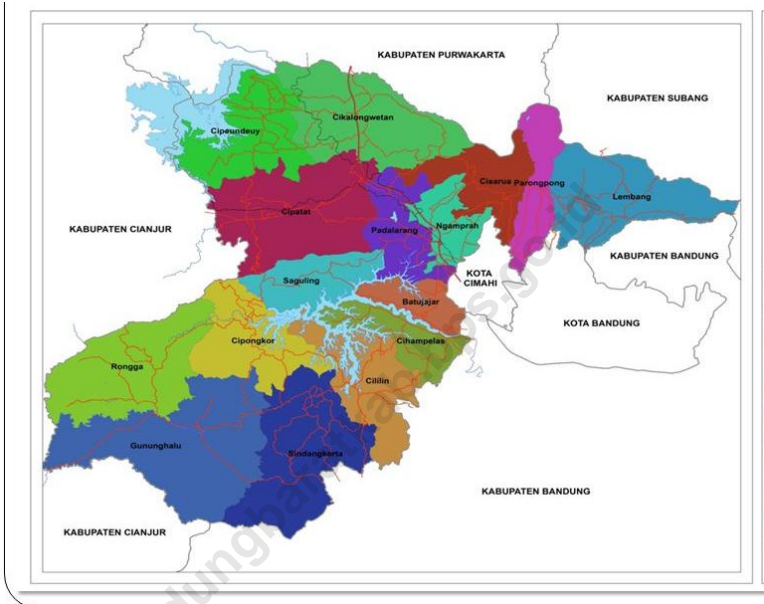 KABUPATEN PURWAKARTA
KABUPATEN SUBANG
Cikalongwetan
Cipeundeuy
Cisarua
Parongpong
Lembang
Cipatat
KABUPATEN CIANJUR
Padalarang
Ngamprah
KABUPATEN BANDUNG
KOTA
CIMAHI
Saguling
Batujajar
KOTA BANDUNG
Cipongkor
Cihampelas
Rongga
Cililin
Gununghalu
Sindangkerta
KABUPATEN BANDUNG
KABUPATEN CIANJUR